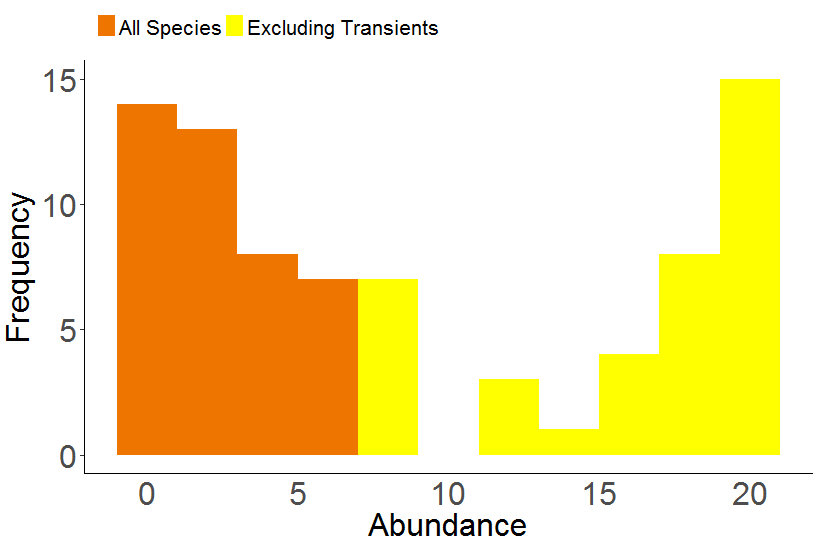 All Species Excluding Transients
15
10
5
0
Frequency
0 5 10 15 20
Abundance